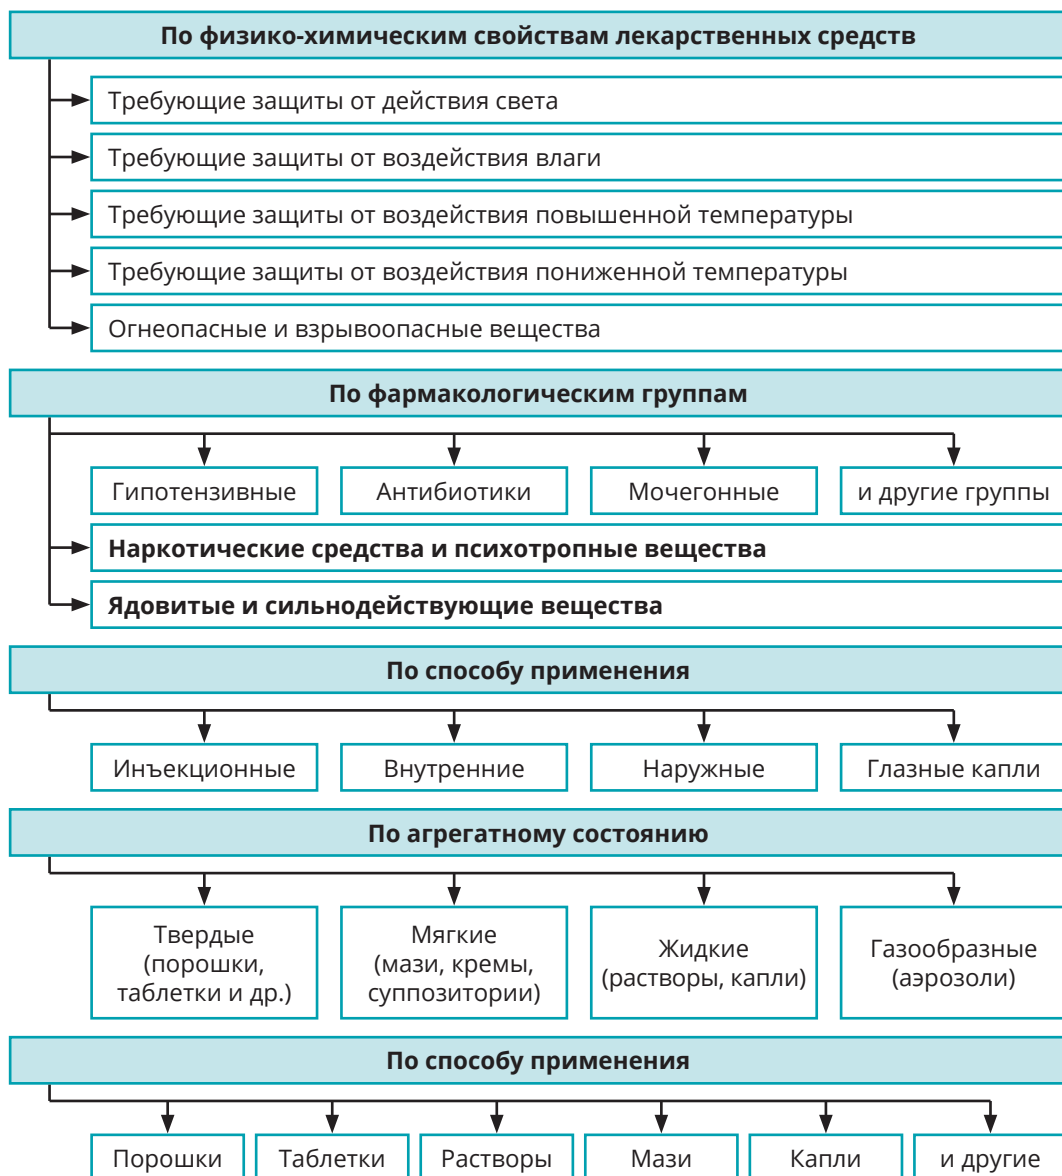 По физико-химическим свойствам лекарственных средств
Требующие защиты от действия света
Требующие защиты от воздействия влаги
Требующие защиты от воздействия повышенной температуры
Требующие защиты от воздействия пониженной температуры
Огнеопасные и взрывоопасные вещества
По фармакологическим группам
Гипотензивные Антибиотики Мочегонные и другие группы
Наркотические средства и психотропные вещества
Ядовитые и сильнодействующие вещества
По способу применения
Инъекционные Внутренние Наружные Глазные капли
По агрегатному состоянию
Твердые
(порошки,
таблетки и др.)
Мягкие
(мази, кремы,
суппозитории)
Жидкие
(растворы, капли)
Газообразные
(аэрозоли)
По способу применения
Порошки Таблетки Растворы Мази Капли и другие